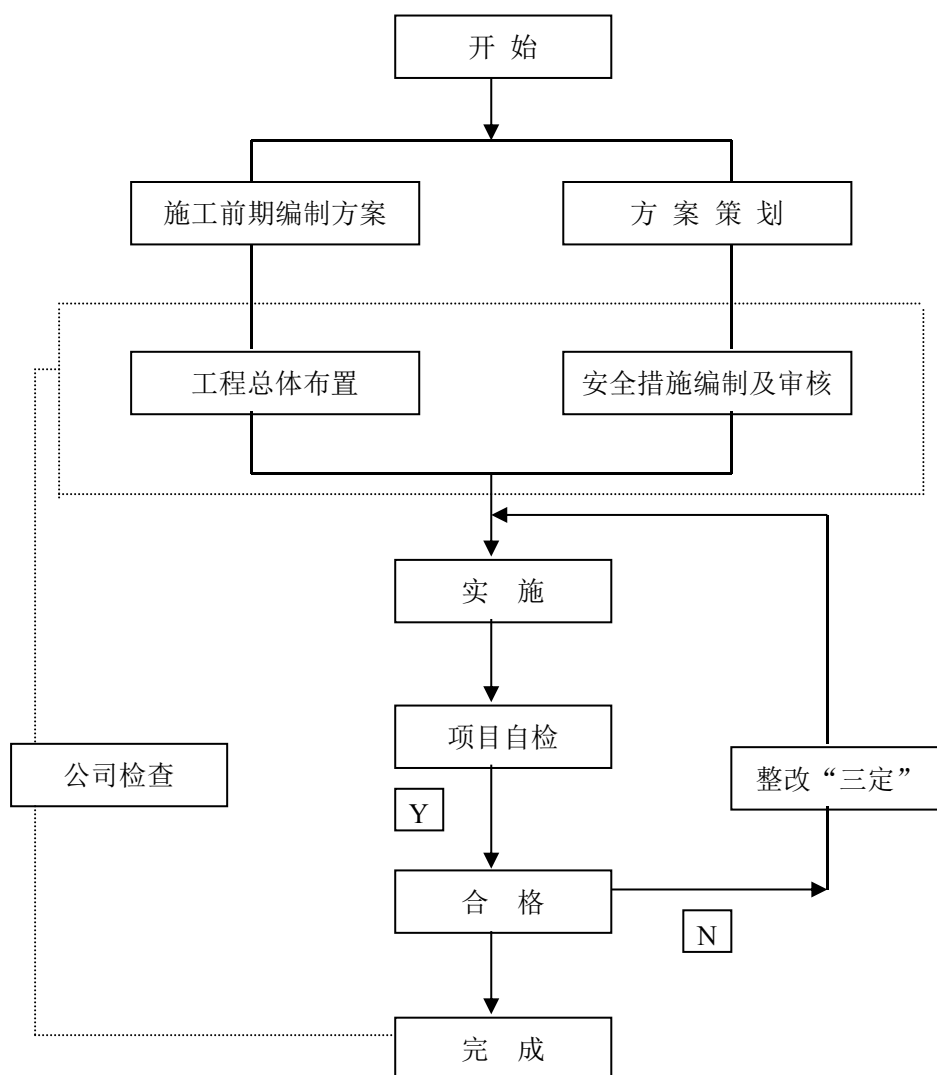 开 始
施工前期编制方案
方 案 策 划
工程总体布置
安全措施编制及审核
实 施
项目自检
公司检查
整改“三定”
Y
合 格
N
完 成